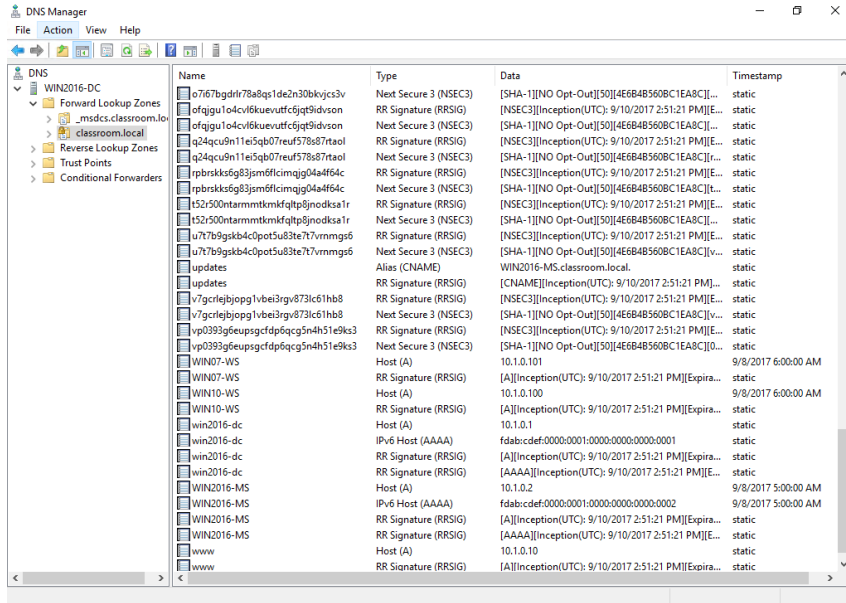 DNS Manager
File Action View Help
DNS
WIN2016-DC
Forward Lookup Zones
_msdcs.classroom.lo
classroom.local
Reverse Lookup Zones
Trust Points
Conditional Forwarders
Name Type Data Timestamp
o7i67bgdrlr78a8qs1de2n30bkvjcs3v Next Secure 3 (NSEC3) [SHA-1][NO Opt-Out][50][4E6B4B560BC1EA8C][... static
ofqjgu1o4cvl6kuevutfc6jqt9idvson RR Signature (RRSIG) [NSEC3][Inception(UTC): 9/10/2017 2:51:21 PM][E... static
ofqjgu1o4cvl6kuevutfc6jqt9idvson Next Secure 3 (NSEC3) [SHA-1][NO Opt-Out][50][4E6B4B560BC1EA8C][... static
q24qcu9n11ei5qb07reuf578s87rtaol RR Signature (RRSIG) [NSEC3][Inception(UTC): 9/10/2017 2:51:21 PM][E... static
q24qcu9n11ei5qb07reuf578s87rtaol Next Secure 3 (NSEC3) [SHA-1][NO Opt-Out][50][4E6B4B560BC1EA8C][r... static
rpbrskks6g83jsm6flcimqjg04a4f64c RR Signature (RRSIG) [NSEC3][Inception(UTC): 9/10/2017 2:51:21 PM][E... static
rpbrskks6g83jsm6flcimqjg04a4f64c Next Secure 3 (NSEC3) [SHA-1][NO Opt-Out][50][4E6B4B560BC1EA8C][t... static
t52r500ntarmmtkmkfqltp8jnodksa1r RR Signature (RRSIG) [NSEC3][Inception(UTC): 9/10/2017 2:51:21 PM][E... static
t52r500ntarmmtkmkfqltp8jnodksa1r Next Secure 3 (NSEC3) [SHA-1][NO Opt-Out][50][4E6B4B560BC1EA8C][... static
u7t7b9gskb4c0pot5u83te7t7vrnmgs6 RR Signature (RRSIG) [NSEC3][Inception(UTC): 9/10/2017 2:51:21 PM][E... static
u7t7b9gskb4c0pot5u83te7t7vrnmgs6 Next Secure 3 (NSEC3) [SHA-1][NO Opt-Out][50][4E6B4B560BC1EA8C][v... static
updates Alias (CNAME) WIN2016-MS.classroom.local. static
updates RR Signature (RRSIG) [CNAME][Inception(UTC): 9/10/2017 2:51:21 PM]... static
v7gcrlejbjopg1vbei3rgv873lc61hb8 RR Signature (RRSIG) [NSEC3][Inception(UTC): 9/10/2017 2:51:21 PM][E... static
v7gcrlejbjopg1vbei3rgv873lc61hb8 Next Secure 3 (NSEC3) [SHA-1][NO Opt-Out][50][4E6B4B560BC1EA8C][v... static
vp0393g6eupsgcfdp6qcg5n4h51e9ks3 RR Signature (RRSIG) [NSEC3][Inception(UTC): 9/10/2017 2:51:21 PM][E... static
vp0393g6eupsgcfdp6qcg5n4h51e9ks3 Next Secure 3 (NSEC3) [SHA-1][NO Opt-Out][50][4E6B4B560BC1EA8C][0... static
WIN07-WS Host (A) 10.1.0.101 9/8/2017 6:00:00 AM
WIN07-WS RR Signature (RRSIG) [A][Inception(UTC): 9/10/2017 2:51:21 PM][Expira... static
WIN10-WS Host (A) 10.1.0.100 9/8/2017 6:00:00 AM
WIN10-WS RR Signature (RRSIG) [A][Inception(UTC): 9/10/2017 2:51:21 PM][Expira... static
win2016-dc Host (A) 10.1.0.1 static
win2016-dc IPv6 Host (AAAA) fdab:cdef:0000:0001:0000:0000:0000:0001 static
win2016-dc RR Signature (RRSIG) [A][Inception(UTC): 9/10/2017 2:51:21 PM][Expira... static
win2016-dc RR Signature (RRSIG) [AAAA][Inception(UTC): 9/10/2017 2:51:21 PM][E... static
WIN2016-MS Host (A) 10.1.0.2 9/8/2017 5:00:00 AM
WIN2016-MS IPv6 Host (AAAA) fdab:cdef:0000:0001:0000:0000:0000:0002 9/8/2017 5:00:00 AM
WIN2016-MS RR Signature (RRSIG) [A][Inception(UTC): 9/10/2017 2:51:21 PM][Expira... static
WIN2016-MS RR Signature (RRSIG) [AAAA][Inception(UTC): 9/10/2017 2:51:21 PM][E... static
www Host (A) 10.1.0.10 static
www RR Signature (RRSIG) [A][Inception(UTC): 9/10/2017 2:51:21 PM][Expira... static